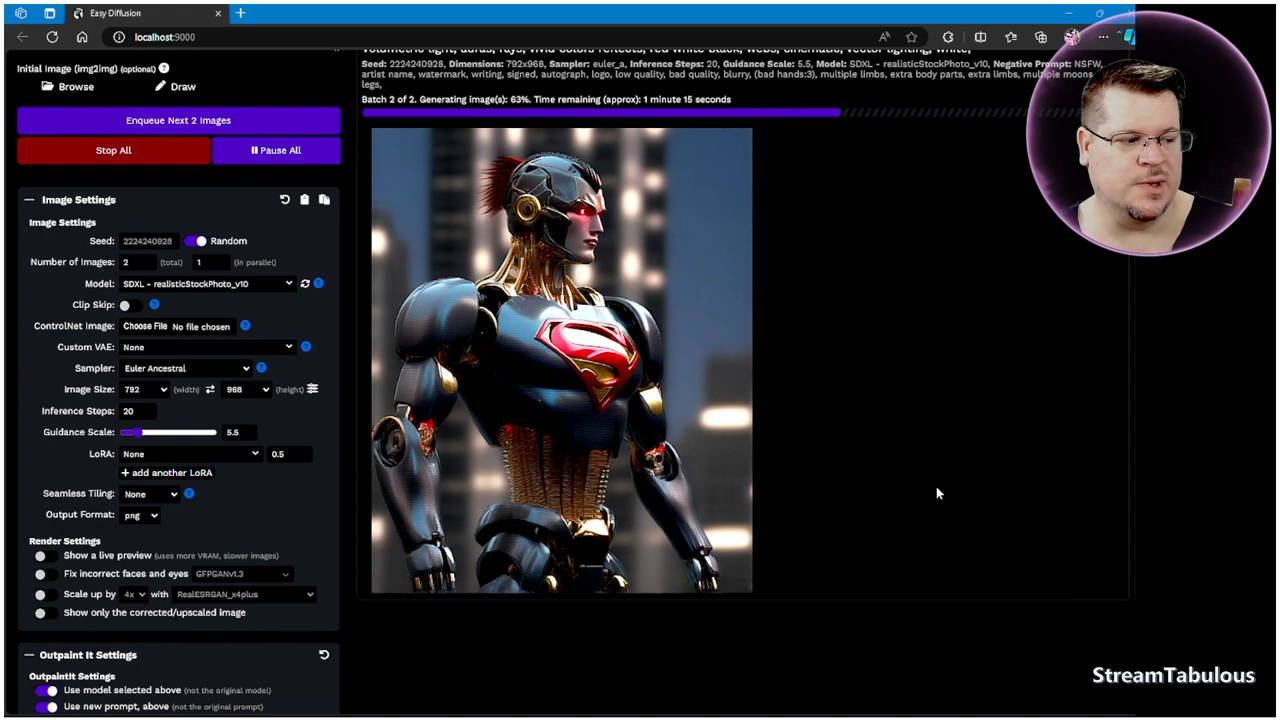 Easy Diffusion
localhost:9000
Initial Image (img2img) (optional) ?
Browse Draw
Enqueue Next 2 Images
Stop All Pause All
Image Settings
Image Settings
Seed: 2224240928 Random
Number of Images: 2 (total) 1 (in parallel)
Model: SDXL - realisticStockPhoto_v10 ?
Clip Skip: ?
ControlNet Image: Choose File No file chosen ?
Custom VAE: None ?
Sampler: Euler Ancestral ?
Image Size: 792 (width) 968 (height)
Inference Steps: 20
Guidance Scale: 5.5
LoRA: None 0.5
+ add another LoRA
Seamless Tiling: None ?
Output Format: png
Render Settings
Show a live preview (uses more VRAM, slower images)
Fix incorrect faces and eyes GFPGANv1.3
Scale up by 4x with RealESRGAN_x4plus
Show only the corrected/upscaled image
Outpaint It Settings
OutpaintIt Settings
Use model selected above (not the original model)
Use new prompt, above (not the original prompt)
volumetric light, auras, rays, vivid colors reflects, red white black, webs, cinematic, vector lighting, white,
Seed: 2224240928, Dimensions: 792x968, Sampler: euler_a, Inference Steps: 20, Guidance Scale: 5.5, Model: SDXL - realisticStockPhoto_v10, Negative Prompt: NSFW,
artist name, watermark, writing, signed, autograph, logo, low quality, bad quality, blurry, (bad hands:3), multiple limbs, extra body parts, extra limbs, multiple moons
legs,
Batch 2 of 2. Generating image(s): 63%. Time remaining (approx): 1 minute 15 seconds
StreamTabulous